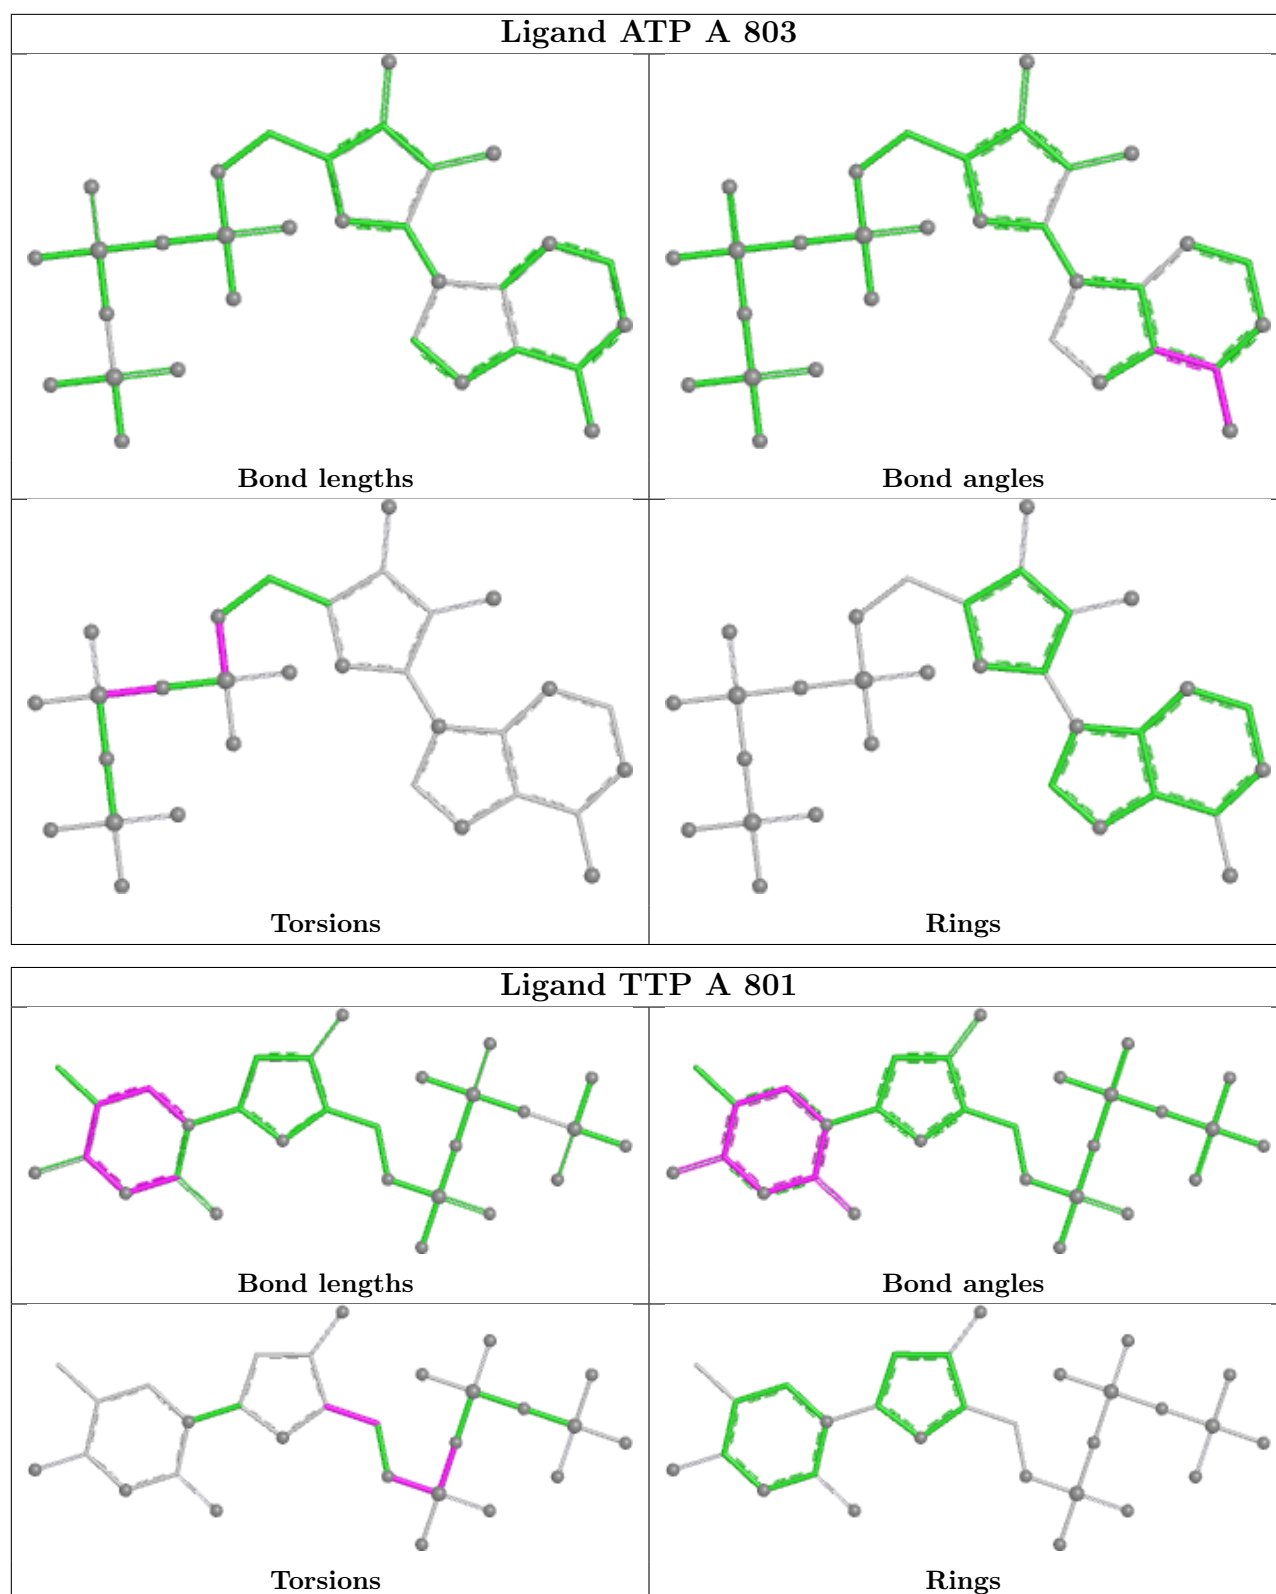 Ligand ATP A 803
Bond lengths
Bond angles
Torsions
Rings
Ligand TTP A 801
Bond lengths
Bond angles
Torsions
Rings